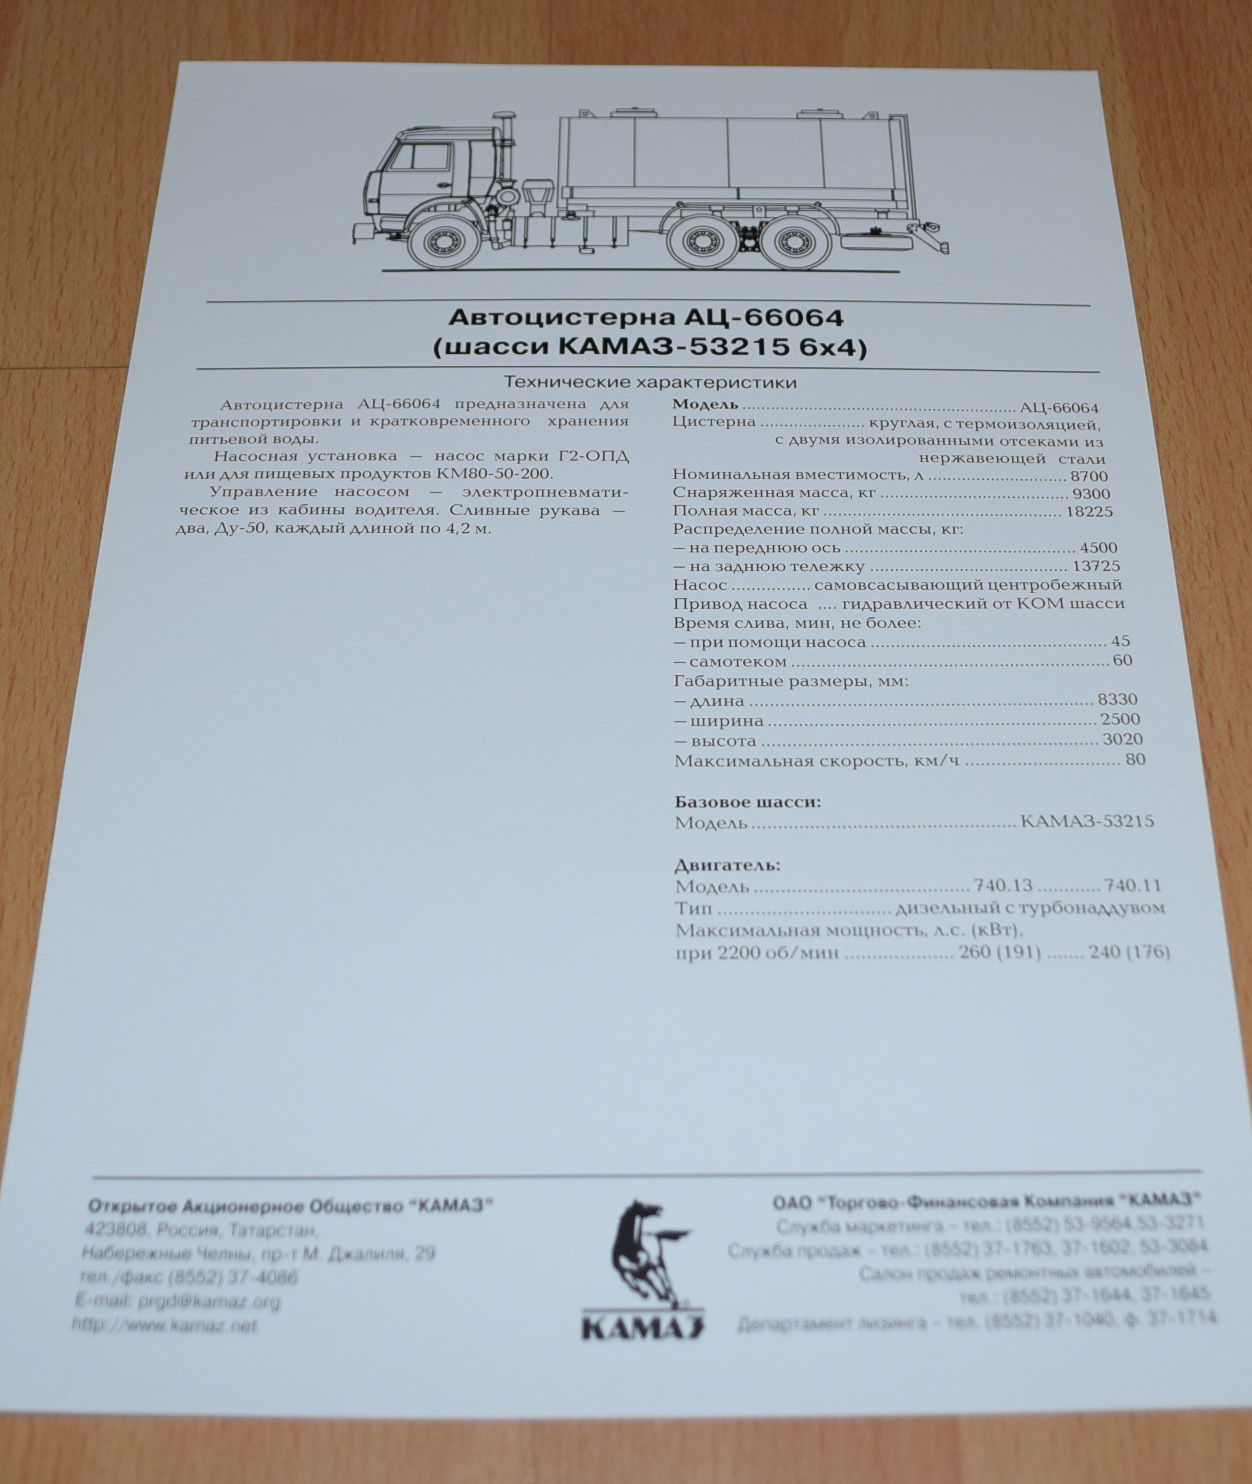 Автоцистерна АЦ-66064
(шасси КАМАЗ-53215 6х4)
Технические характеристики
Автоцистерна АЦ-66064 предназначена для
транспортировки и кратковременного хранения
питьевой воды.
Насосная установка — насос марки Г2-ОПД
или для пищевых продуктов КМ80-50-200.
Управление насосом — электропневмати-
ческое из кабины водителя. Сливные рукава —
два, Ду-50, каждый длиной по 4,2 м.
Модель ..... АЦ-66064
Цистерна ..... круглая, с термоизоляцией,
с двумя изолированными отсеками из
нержавеющей стали
Номинальная вместимость, л ..... 8700
Снаряженная масса, кг ..... 9300
Полная масса, кг ..... 18225
Распределение полной массы, кг:
— на переднюю ось ..... 4500
— на заднюю тележку ..... 13725
Насос ..... самовсасывающий центробежный
Привод насоса .... гидравлический от КОМ шасси
Время слива, мин, не более:
— при помощи насоса ..... 45
— самотеком ..... 60
Габаритные размеры, мм:
— длина ..... 8330
— ширина ..... 2500
— высота ..... 3020
Максимальная скорость, км/ч ..... 80
Базовое шасси:
Модель ..... КАМАЗ-53215
Двигатель:
Модель ..... 740.13 ..... 740.11
Тип ..... дизельный с турбонаддувом
Максимальная мощность, л.с. (кВт),
при 2200 об/мин ..... 260 (191) ..... 240 (176)
Открытое Акционерное Общество "КАМАЗ"
423808, Россия, Татарстан,
Набережные Челны, пр-т М. Джалиля, 29
тел./факс (8552) 37-4086
E-mail: prgd@kamaz.org
http://www.kamaz.net
КАМАЗ
ОАО "Торгово-Финансовая Компания "КАМАЗ"
Служба маркетинга – тел.: (8552) 53-9564,53-3271
Служба продаж – тел.: (8552) 37-1763, 37-1602, 53-3084
Салон продаж ремонтных автомобилей –
тел.: (8552) 37-1644, 37-1645
Департамент лизинга – тел. (8552) 37-1040, ф. 37-1714